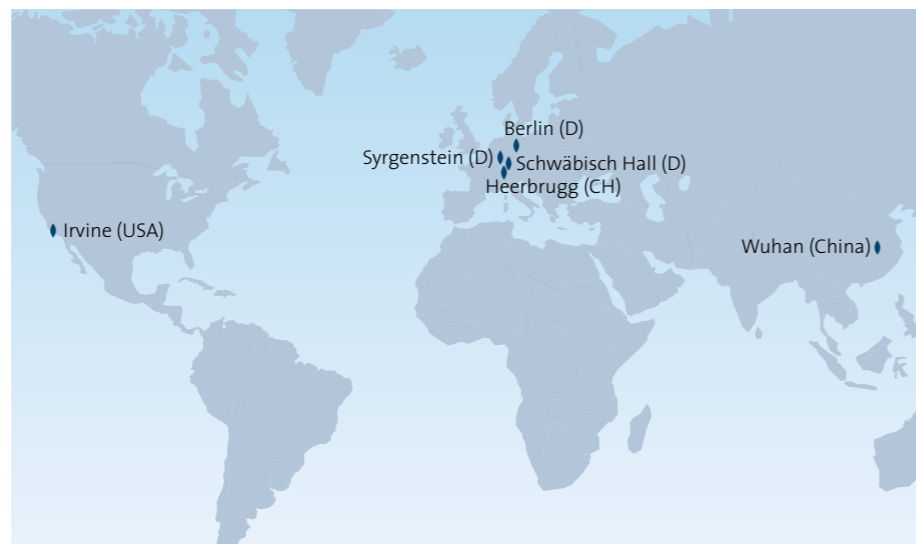 Berlin (D)
Syrgenstein (D)
Schwäbisch Hall (D)
Heerbrugg (CH)
Irvine (USA)
Wuhan (China)